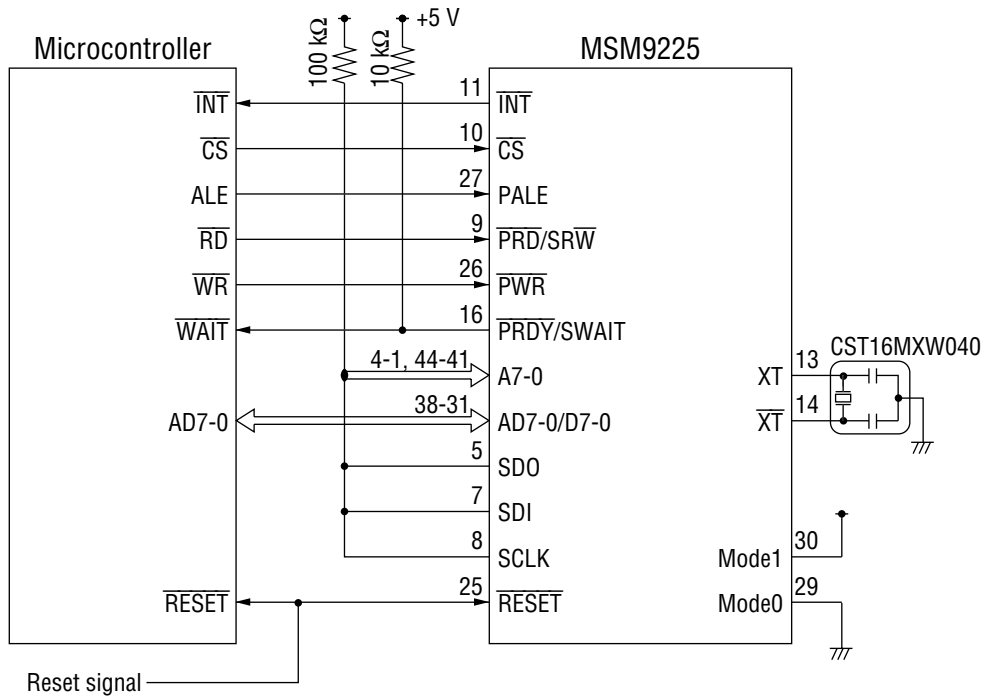 +5 V
100 kΩ
10 kΩ
Microcontroller
MSM9225
INT
11
INT
CS
10
CS
ALE
27
PALE
RD
9
PRD/SRW
WR
26
PWR
WAIT
16
PRDY/SWAIT
4-1, 44-41
A7-0
XT
13
CST16MXW040
AD7-0
38-31
AD7-0/D7-0
XT
14
5
SDO
7
SDI
8
SCLK
Mode1
30
RESET
25
RESET
Mode0
29
Reset signal